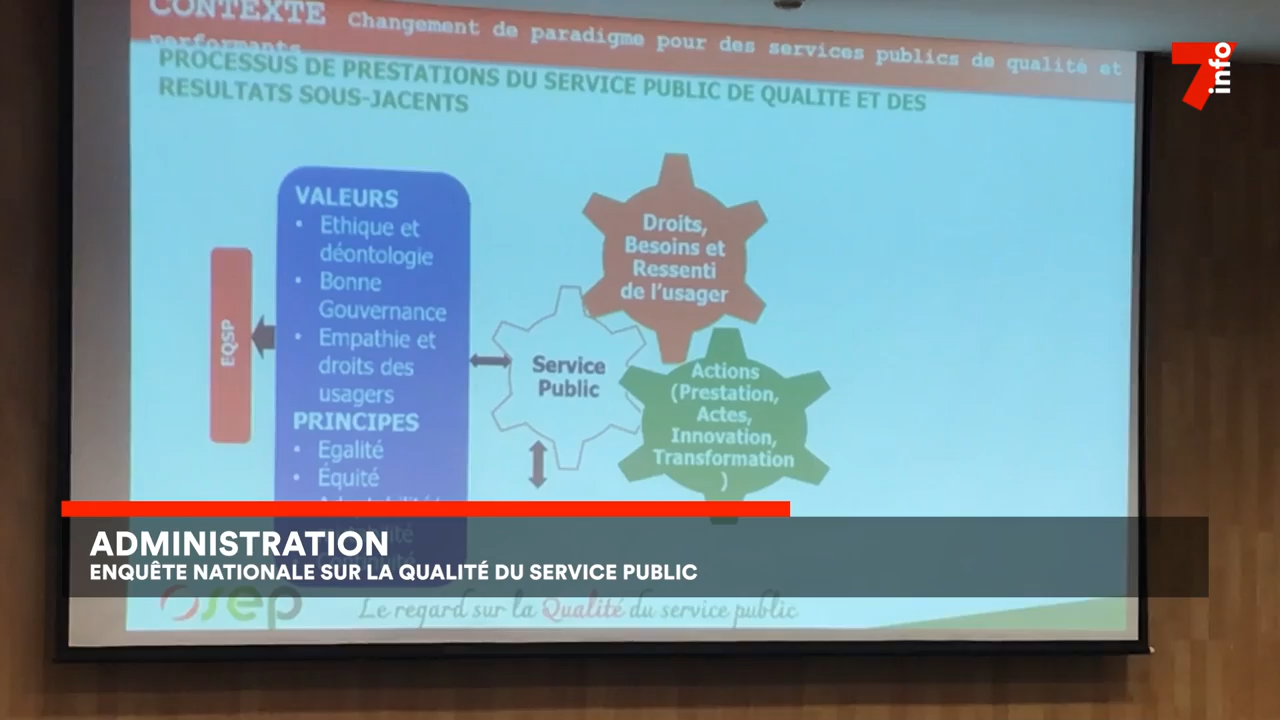 CONTEXTE Changement de paradigme pour des services publics de qualité et
performants
PROCESSUS DE PRESTATIONS DU SERVICE PUBLIC DE QUALITE ET DES
RESULTATS SOUS-JACENTS
7info
VALEURS
• Ethique et
déontologie
• Bonne
Gouvernance
• Empathie et
droits des
usagers
PRINCIPES
• Egalité
• Équité
EQSP
Service
Public
Droits,
Besoins et
Ressenti
de l'usager
Actions
(Prestation,
Actes,
Innovation,
Transformation
)
ADMINISTRATION
ENQUÊTE NATIONALE SUR LA QUALITÉ DU SERVICE PUBLIC
Osep
Le regard sur la Qualité du service public